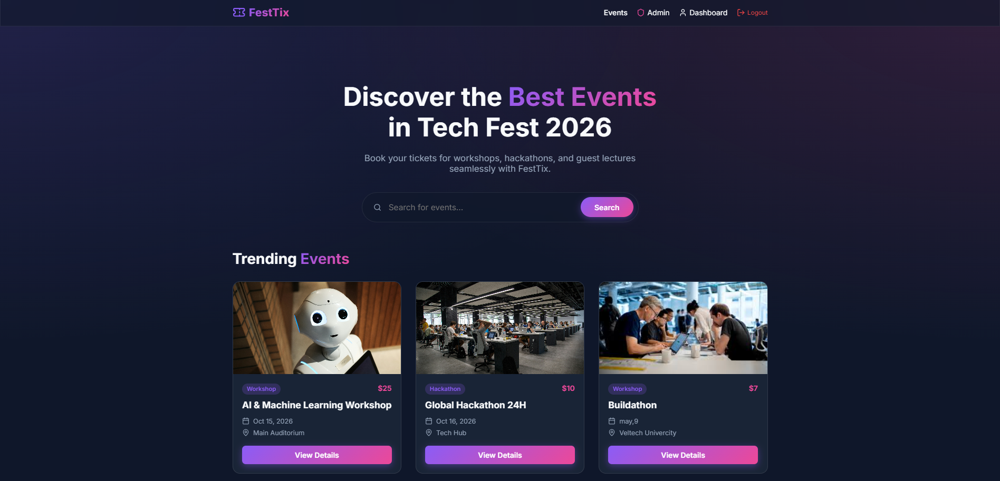 FestTix
Events Admin Dashboard Logout
Discover the Best Events
in Tech Fest 2026
Book your tickets for workshops, hackathons, and guest lectures
seamlessly with FestTix.
Search for events...
Search
Trending Events
Workshop $25
AI & Machine Learning Workshop
Oct 15, 2026
Main Auditorium
View Details
Hackathon $10
Global Hackathon 24H
Oct 16, 2026
Tech Hub
View Details
Workshop $7
Buildathon
may,9
Veltech Univercity
View Details